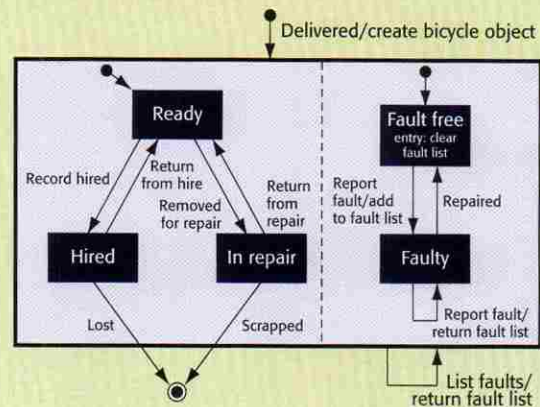 Delivered/create bicycle object
Ready
Record hired
Return
from hire
Removed
for repair
Return
from
repair
Hired
In repair
Lost
Scrapped
Fault free
entry: clear
fault list
Report
fault/add
to fault list
Repaired
Faulty
Report fault/
return fault list
List faults/
return fault list